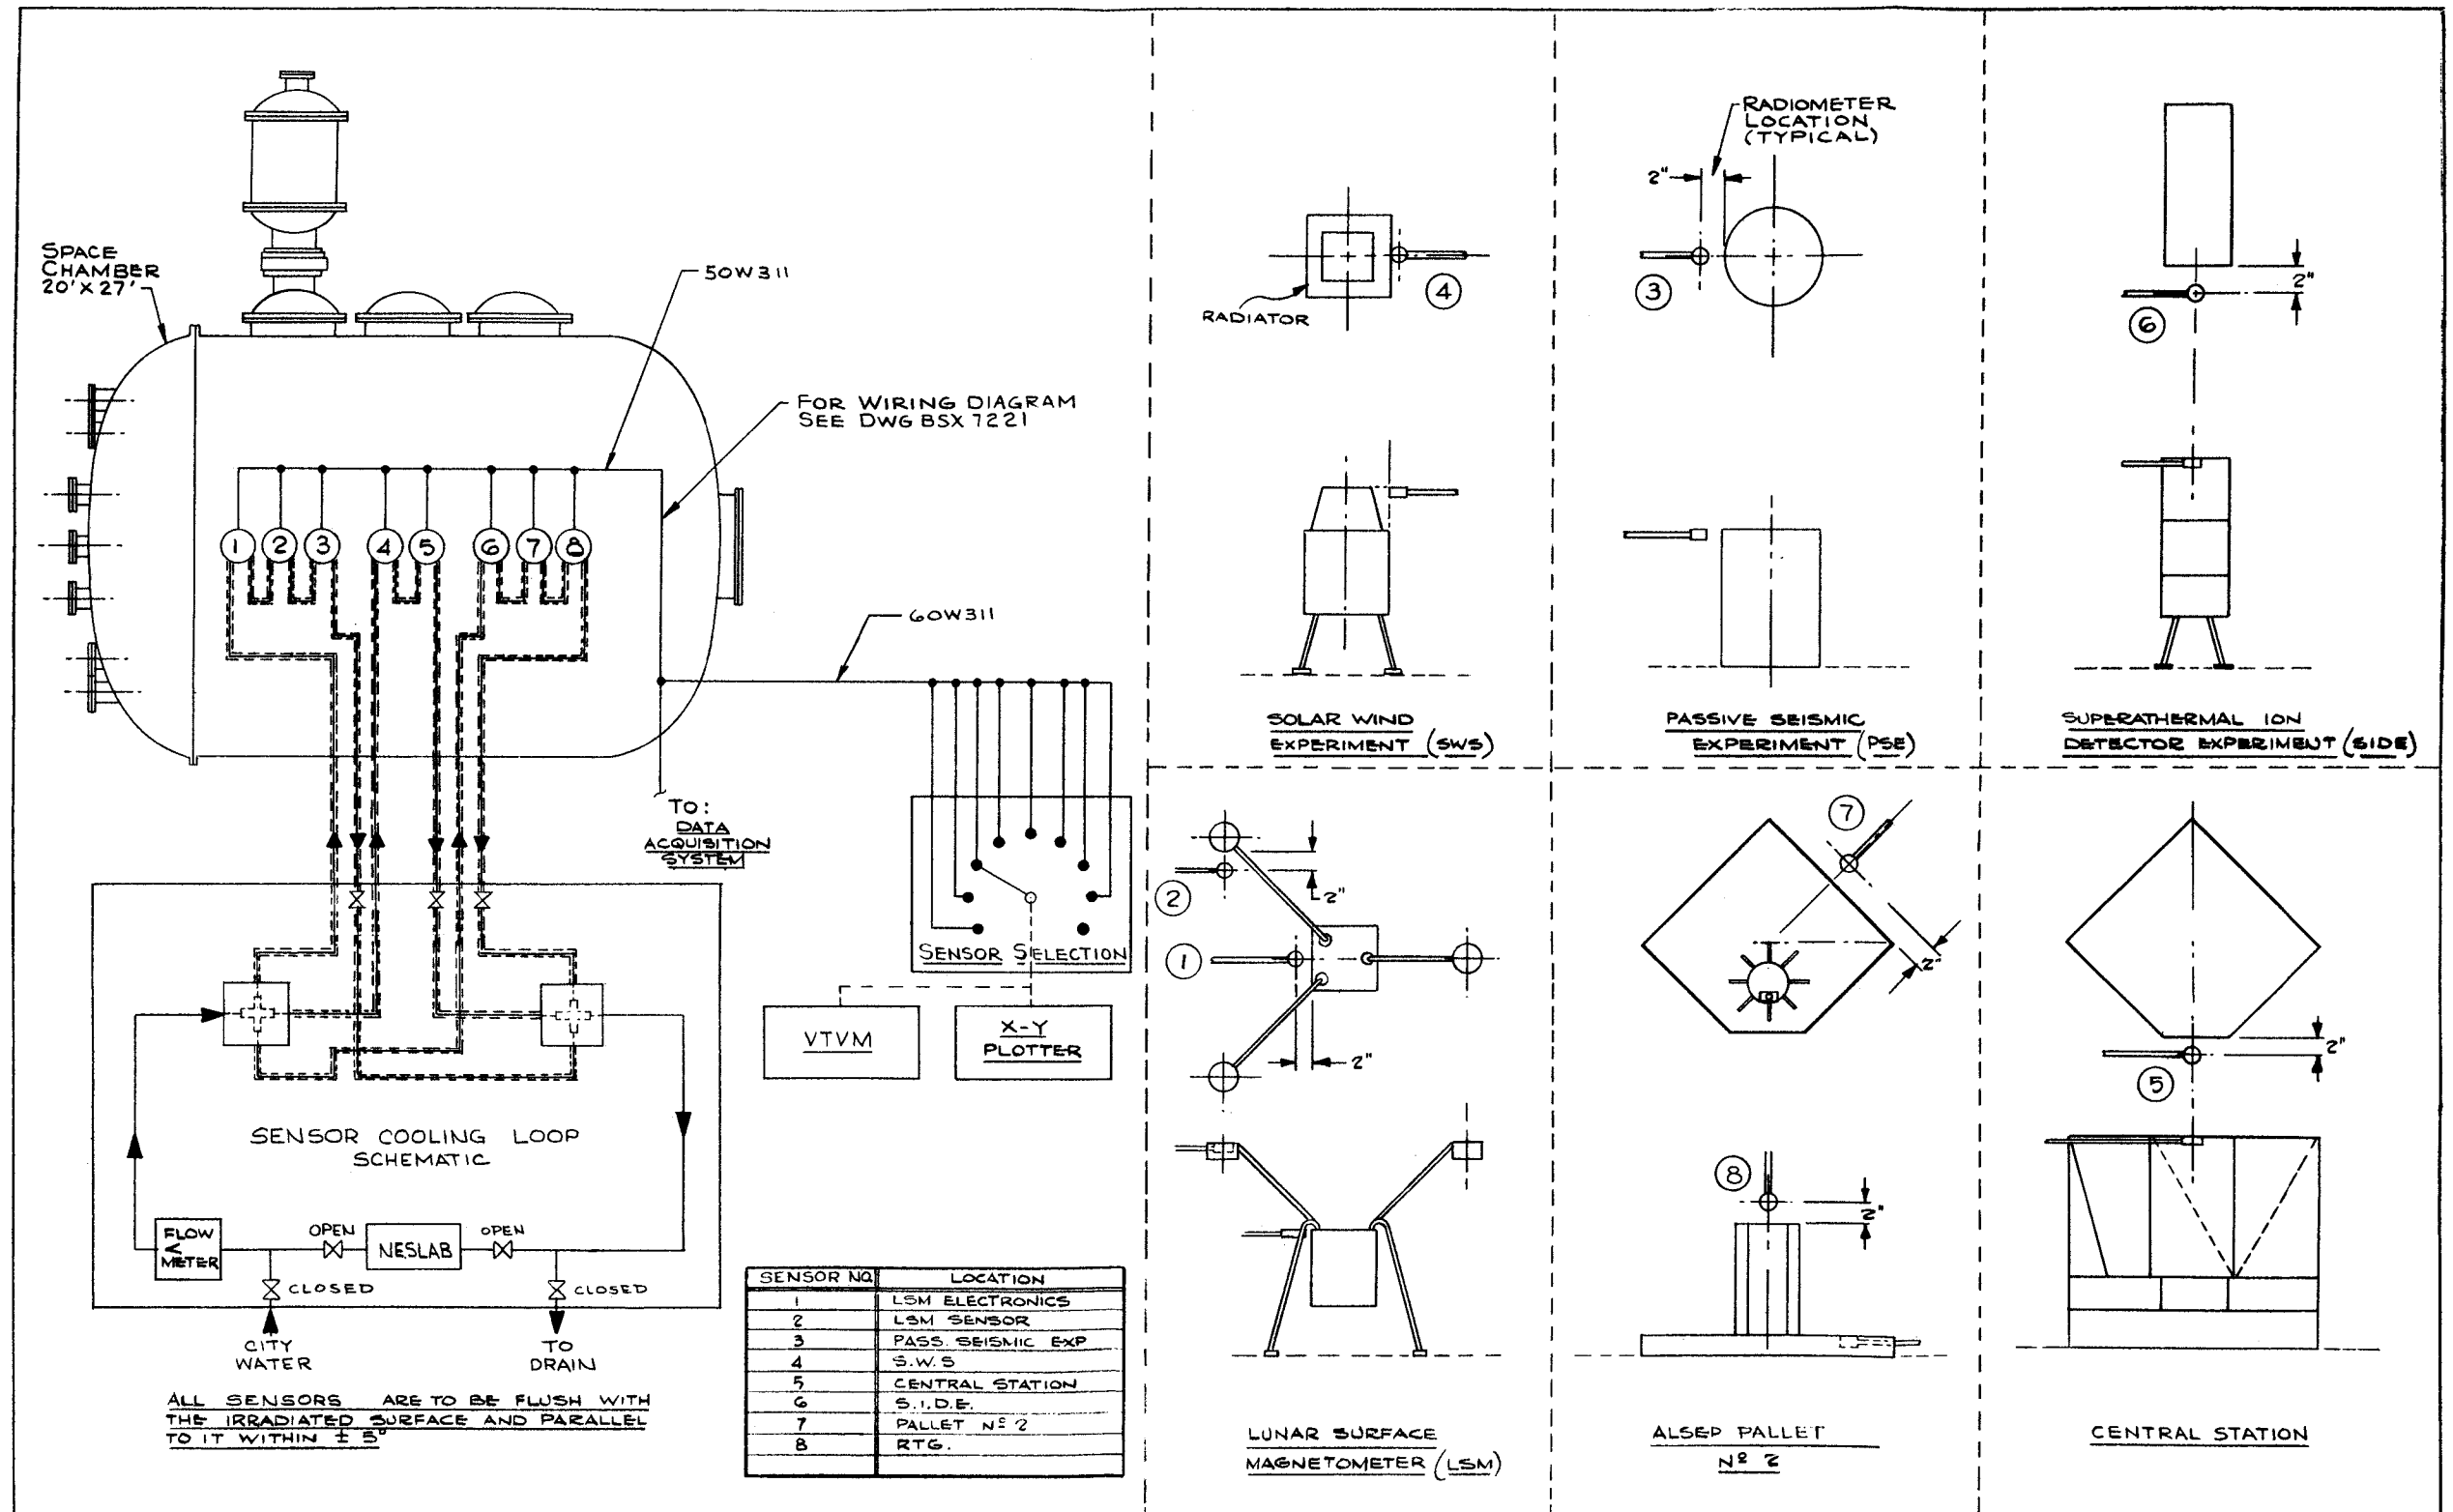 SPACE
CHAMBER
20'X27'
50W311
FOR WIRING DIAGRAM
SEE DWG BSX 7221
1
2
3
4
5
6
7
8
60W311
TO:
DATA
ACQUISITION
SYSTEM
SENSOR SELECTION
VTVM
X-Y
PLOTTER
SENSOR COOLING LOOP
SCHEMATIC
FLOW
METER
OPEN
NESLAB
OPEN
CLOSED
CLOSED
CITY
WATER
TO
DRAIN
ALL SENSORS ARE TO BE FLUSH WITH
THE IRRADIATED SURFACE AND PARALLEL
TO IT WITHIN ± 5°
SENSOR NO. LOCATION
1 LSM ELECTRONICS
2 LSM SENSOR
3 PASS. SEISMIC EXP
4 S.W.S
5 CENTRAL STATION
6 S.I.D.E.
7 PALLET Nº 2
8 RTG.
RADIATOR
4
SOLAR WIND
EXPERIMENT (SWS)
RADIOMETER
LOCATION
(TYPICAL)
2"
3
PASSIVE SEISMIC
EXPERIMENT (PSE)
2"
6
SUPERATHERMAL ION
DETECTOR EXPERIMENT (SIDE)
2
2"
1
2"
LUNAR SURFACE
MAGNETOMETER (LSM)
7
2"
8
2"
ALSEP PALLET
Nº 2
2"
5
CENTRAL STATION